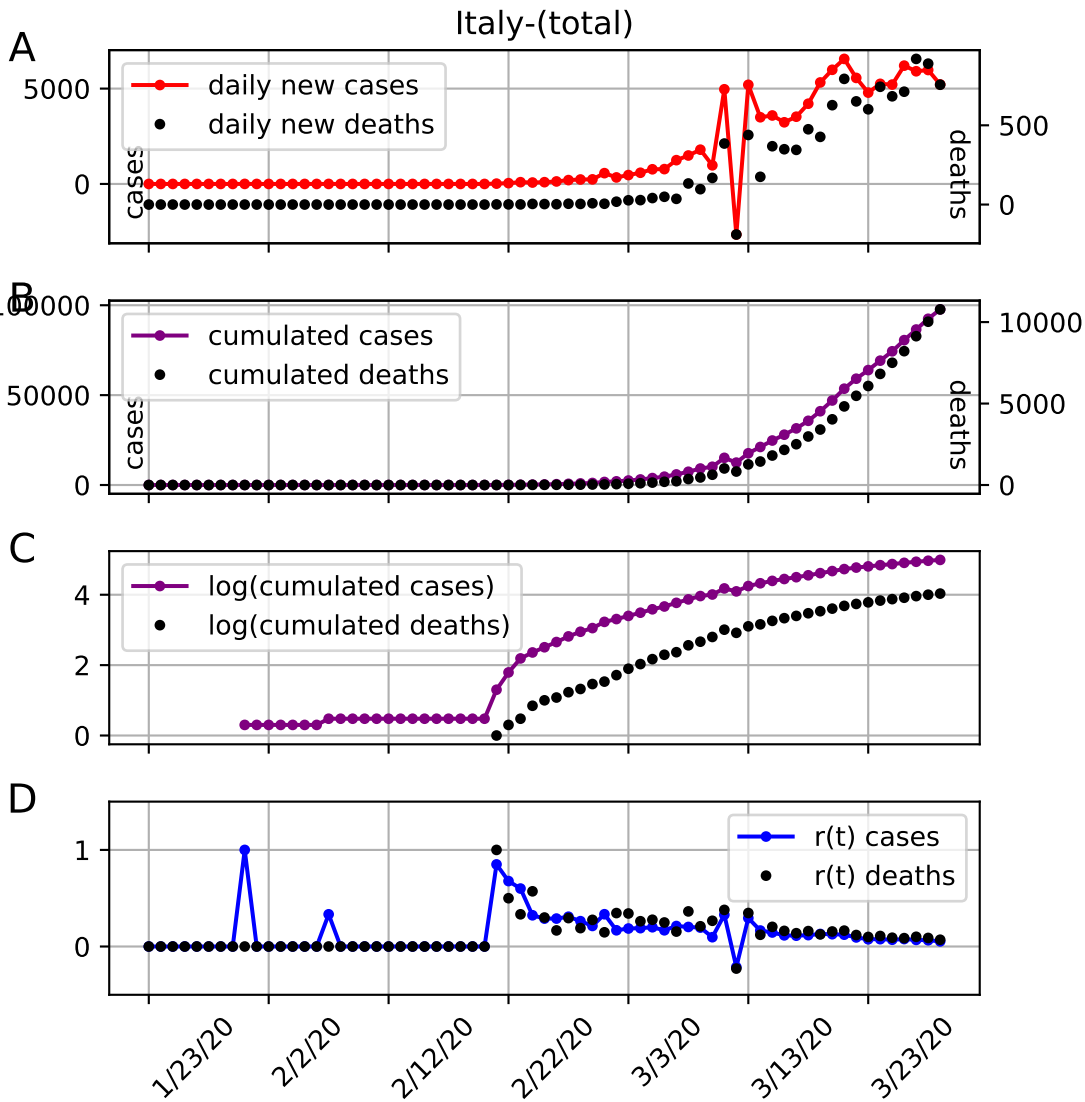 Italy-(total)
A
daily new cases
daily new deaths
5000
0
cases
500
0
deaths
B
100000
50000
0
cumulated cases
cumulated deaths
cases
10000
5000
0
deaths
C
log(cumulated cases)
log(cumulated deaths)
4
2
0
D
r(t) cases
r(t) deaths
1
0
1/23/20
2/2/20
2/12/20
2/22/20
3/3/20
3/13/20
3/23/20